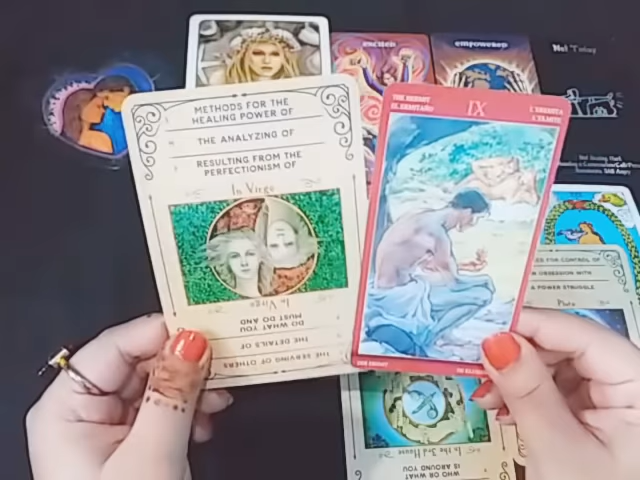 excited
empowered
METHODS FOR THE
HEALING POWER OF
THE ANALYZING OF
RESULTING FROM THE
PERFECTIONISM OF
In Virgo
In Virgo
DO WHAT YOU
MUST DO AND
THE DETAILS OF
THE SERVING OF OTHERS
THE HERMIT
EL ERMITAÑO
IX
L'EREMITA
L'ERMITE
FOR CONTROL OF
OBSESSION WITH
A POWER STRUGGLE
Pluto
In the 3rd House
WHO OR WHAT
IS AROUND YOU